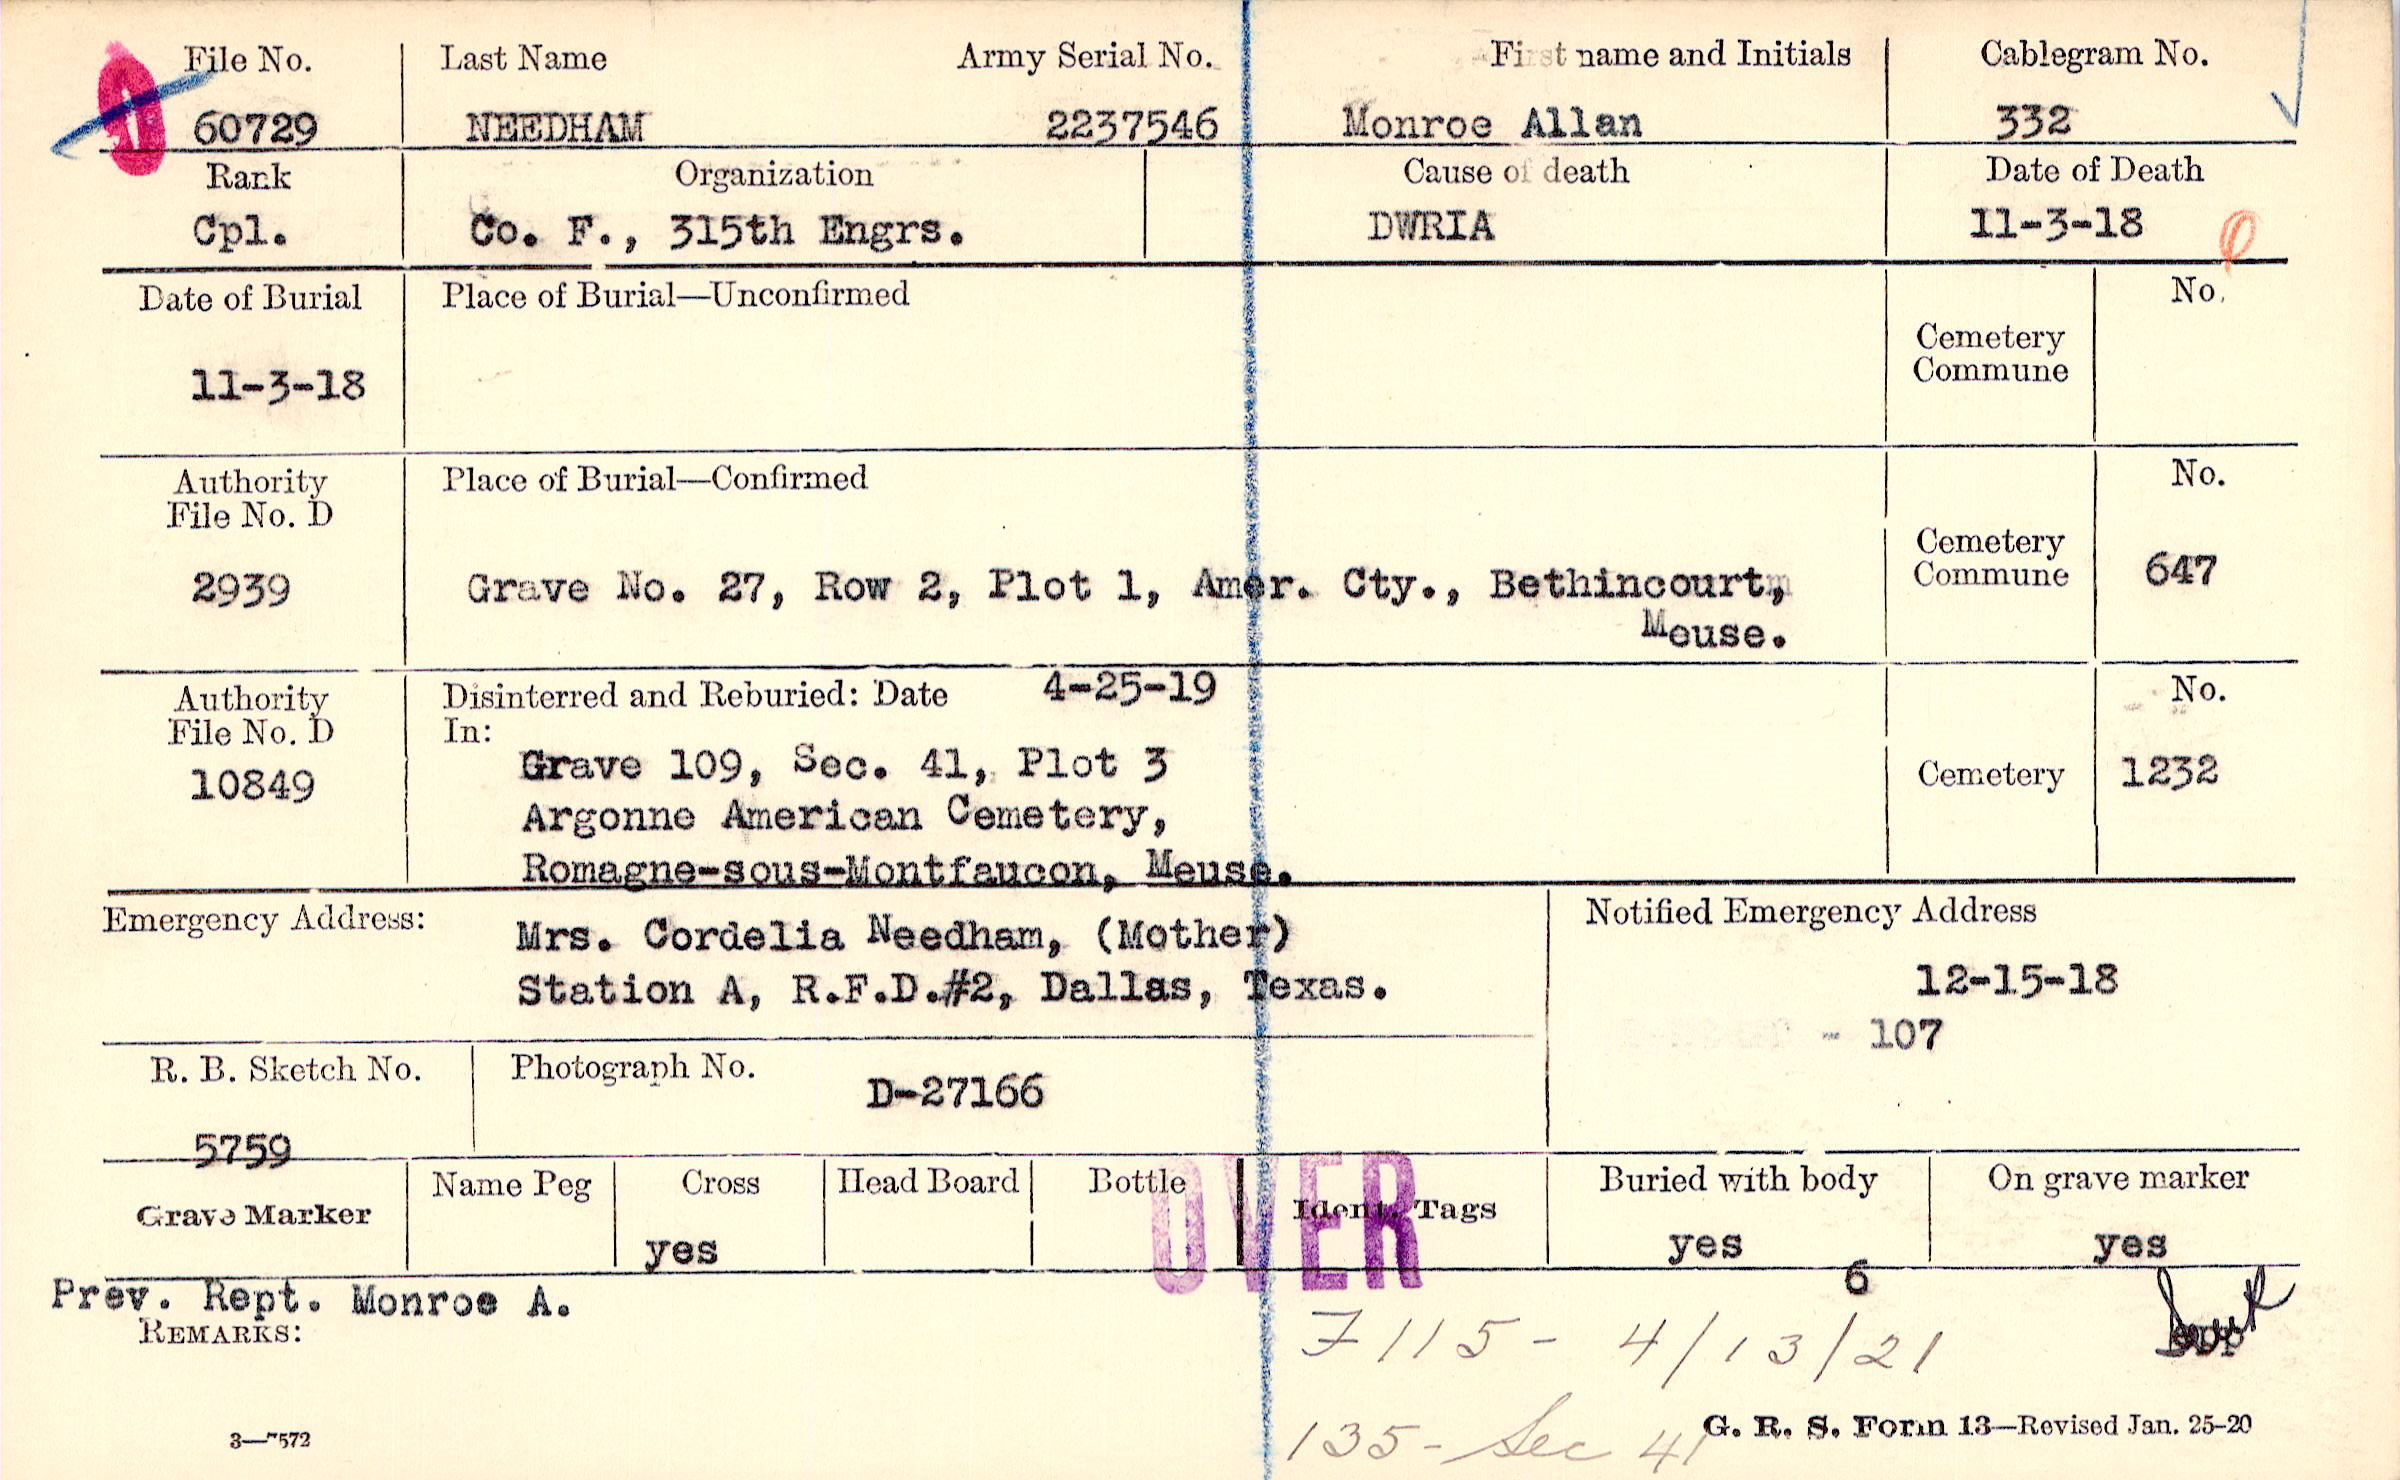 File No. Last Name Army Serial No. First name and Initials Cablegram No.
60729 NEEDHAM 2237546 Monroe Allan 332
Rank Organization Cause of death Date of Death
Cpl. Co. F., 315th Engrs. DWRIA 11-3-18
Date of Burial Place of Burial—Unconfirmed No.
Cemetery
Commune
11-3-18
Authority Place of Burial—Confirmed No.
File No. D
Cemetery
Commune 647
2939 Grave No. 27, Row 2, Plot 1, Amer. Cty., Bethincourt,
Meuse.
Authority Disinterred and Reburied: Date 4-25-19 No.
File No. D In:
10849 Grave 109, Sec. 41, Plot 3 Cemetery 1232
Argonne American Cemetery,
Romagne-sous-Montfaucon, Meuse.
Emergency Address: Mrs. Cordelia Needham, (Mother) Notified Emergency Address
Station A, R.F.D.#2, Dallas, Texas. 12-15-18
- 107
R. B. Sketch No. Photograph No. D-27166
5759
Grave Marker Name Peg Cross Head Board Bottle Ident. Tags Buried with body On grave marker
yes yes yes
OVER
6
Prev. Rept. Monroe A.
REMARKS:
7115 - 4/13/21
135 - Sec 41
3—7572 G. R. S. Form 13—Revised Jan. 25-20